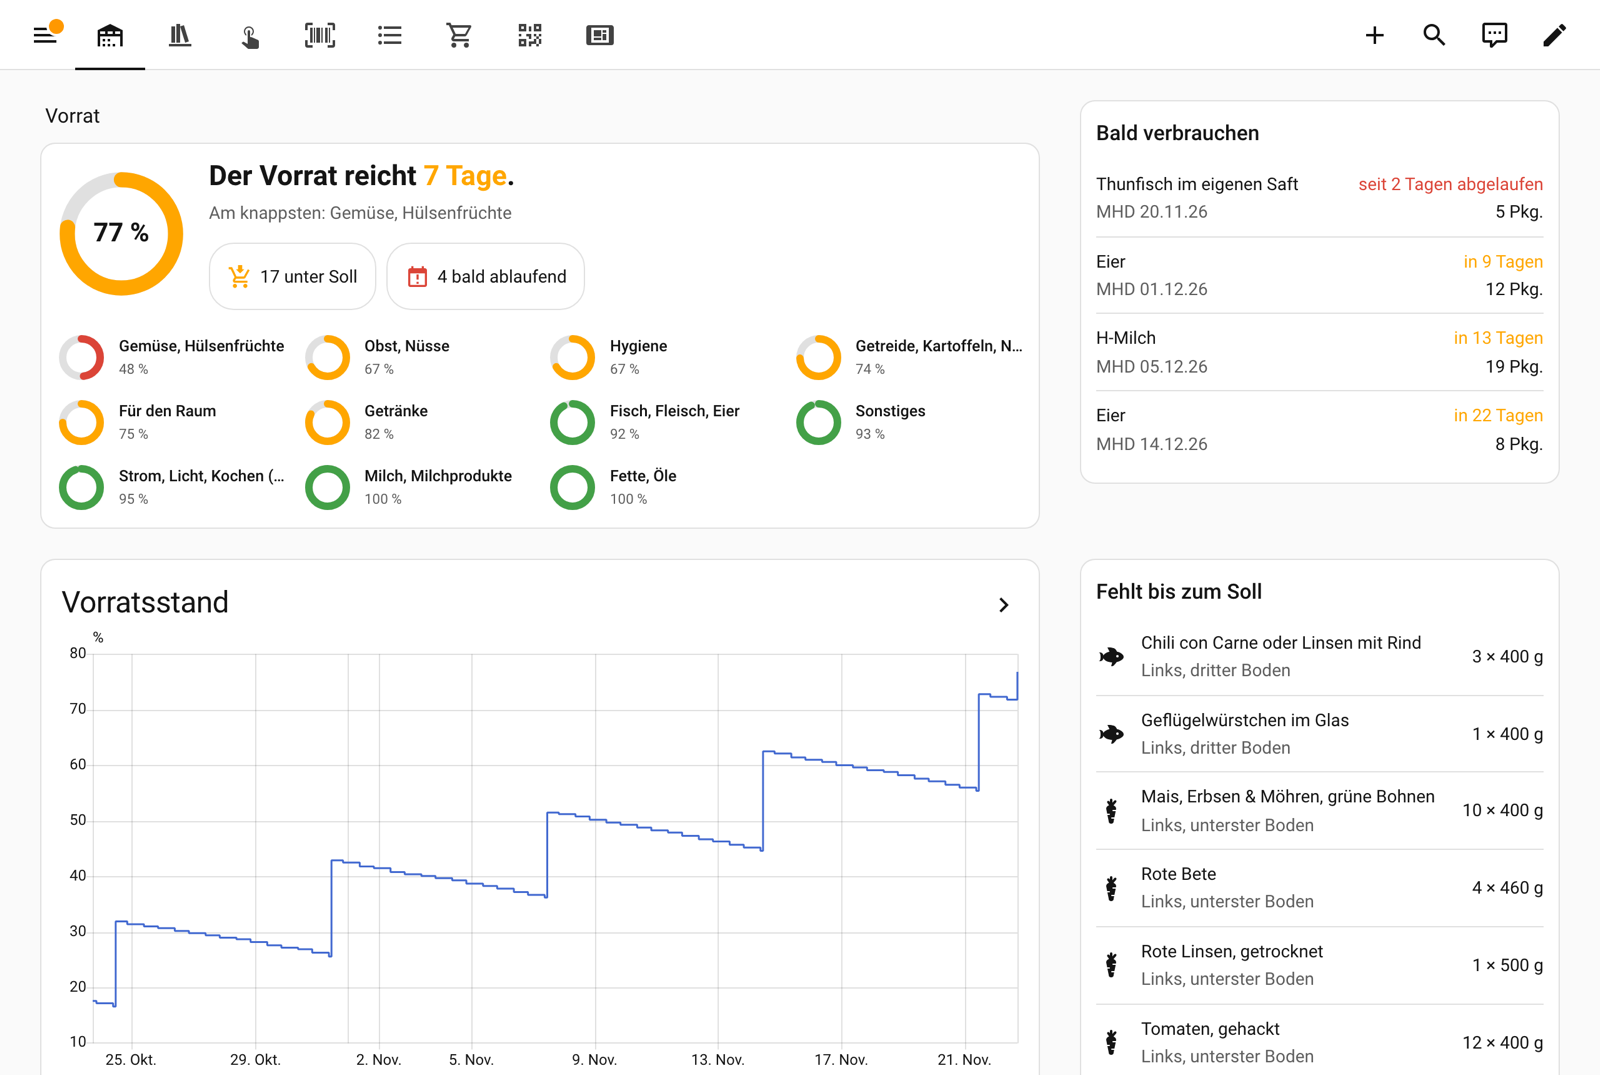 Vorrat
77 %
Der Vorrat reicht 7 Tage.
Am knappsten: Gemüse, Hülsenfrüchte
17 unter Soll
4 bald ablaufend
Gemüse, Hülsenfrüchte
48 %
Obst, Nüsse
67 %
Hygiene
67 %
Getreide, Kartoffeln, N...
74 %
Für den Raum
75 %
Getränke
82 %
Fisch, Fleisch, Eier
92 %
Sonstiges
93 %
Strom, Licht, Kochen (...
95 %
Milch, Milchprodukte
100 %
Fette, Öle
100 %
Bald verbrauchen
Thunfisch im eigenen Saft seit 2 Tagen abgelaufen
MHD 20.11.26 5 Pkg.
Eier in 9 Tagen
MHD 01.12.26 12 Pkg.
H-Milch in 13 Tagen
MHD 05.12.26 19 Pkg.
Eier in 22 Tagen
MHD 14.12.26 8 Pkg.
Vorratsstand
%
80
70
60
50
40
30
20
10
25. Okt. 29. Okt. 2. Nov. 5. Nov. 9. Nov. 13. Nov. 17. Nov. 21. Nov.
Fehlt bis zum Soll
Chili con Carne oder Linsen mit Rind
Links, dritter Boden
3 × 400 g
Geflügelwürstchen im Glas
Links, dritter Boden
1 × 400 g
Mais, Erbsen & Möhren, grüne Bohnen
Links, unterster Boden
10 × 400 g
Rote Bete
Links, unterster Boden
4 × 460 g
Rote Linsen, getrocknet
Links, unterster Boden
1 × 500 g
Tomaten, gehackt
Links, unterster Boden
12 × 400 g